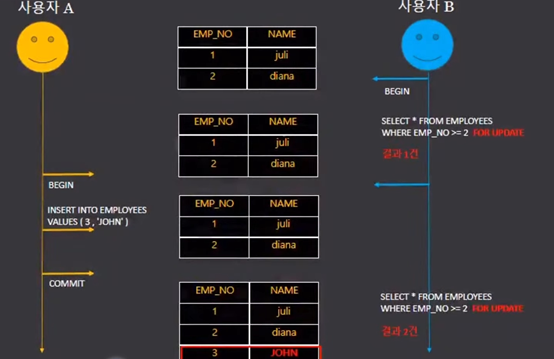 사용자 A
사용자 B
EMP_NO NAME
1 juli
2 diana
BEGIN
EMP_NO NAME
1 juli
2 diana
SELECT * FROM EMPLOYEES
WHERE EMP_NO >= 2 FOR UPDATE
결과 1건
BEGIN
INSERT INTO EMPLOYEES
VALUES ( 3 , 'JOHN' )
EMP_NO NAME
1 juli
2 diana
COMMIT
EMP_NO NAME
1 juli
2 diana
3 JOHN
SELECT * FROM EMPLOYEES
WHERE EMP_NO >= 2 FOR UPDATE
결과 2건